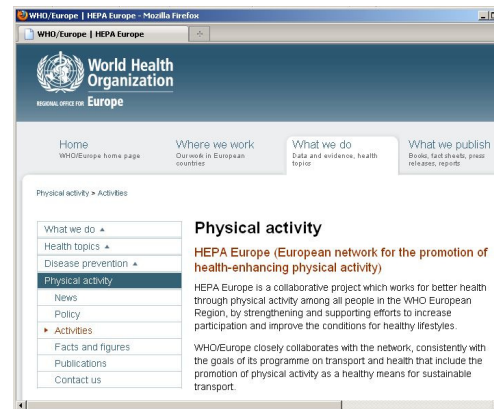 WHO/Europe | HEPA Europe - Mozilla Firefox
WHO/Europe | HEPA Europe
World Health
Organization
REGIONAL OFFICE FOR Europe
Home
WHO/Europe home page
Where we work
Our work in European
countries
What we do
Data and evidence, health
topics
What we publish
Books, fact sheets, press
releases, reports
Physical activity > Activities
What we do
Health topics
Disease prevention
Physical activity
News
Policy
Activities
Facts and figures
Publications
Contact us
Physical activity
HEPA Europe (European network for the promotion of
health-enhancing physical activity)
HEPA Europe is a collaborative project which works for better health
through physical activity among all people in the WHO European
Region, by strengthening and supporting efforts to increase
participation and improve the conditions for healthy lifestyles.
WHO/Europe closely collaborates with the network, consistently with
the goals of its programme on transport and health that include the
promotion of physical activity as a healthy means for sustainable
transport.